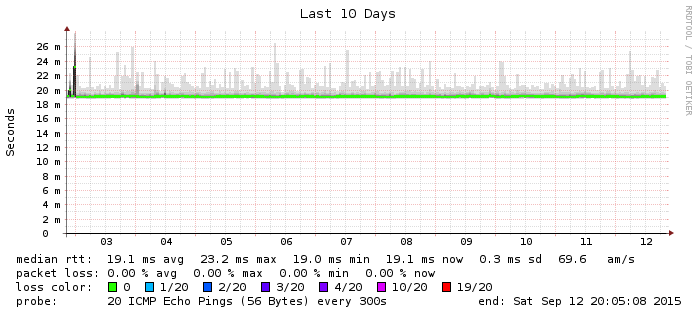 Last 10 Days
RRDTOOL / TOBI OETIKER
Seconds
26 m
24 m
22 m
20 m
18 m
16 m
14 m
12 m
10 m
8 m
6 m
4 m
2 m
0
03 04 05 06 07 08 09 10 11 12
median rtt: 19.1 ms avg 23.2 ms max 19.0 ms min 19.1 ms now 0.3 ms sd 69.6 am/s
packet loss: 0.00 % avg 0.00 % max 0.00 % min 0.00 % now
loss color: 0 1/20 2/20 3/20 4/20 10/20 19/20
probe: 20 ICMP Echo Pings (56 Bytes) every 300s end: Sat Sep 12 20:05:08 2015